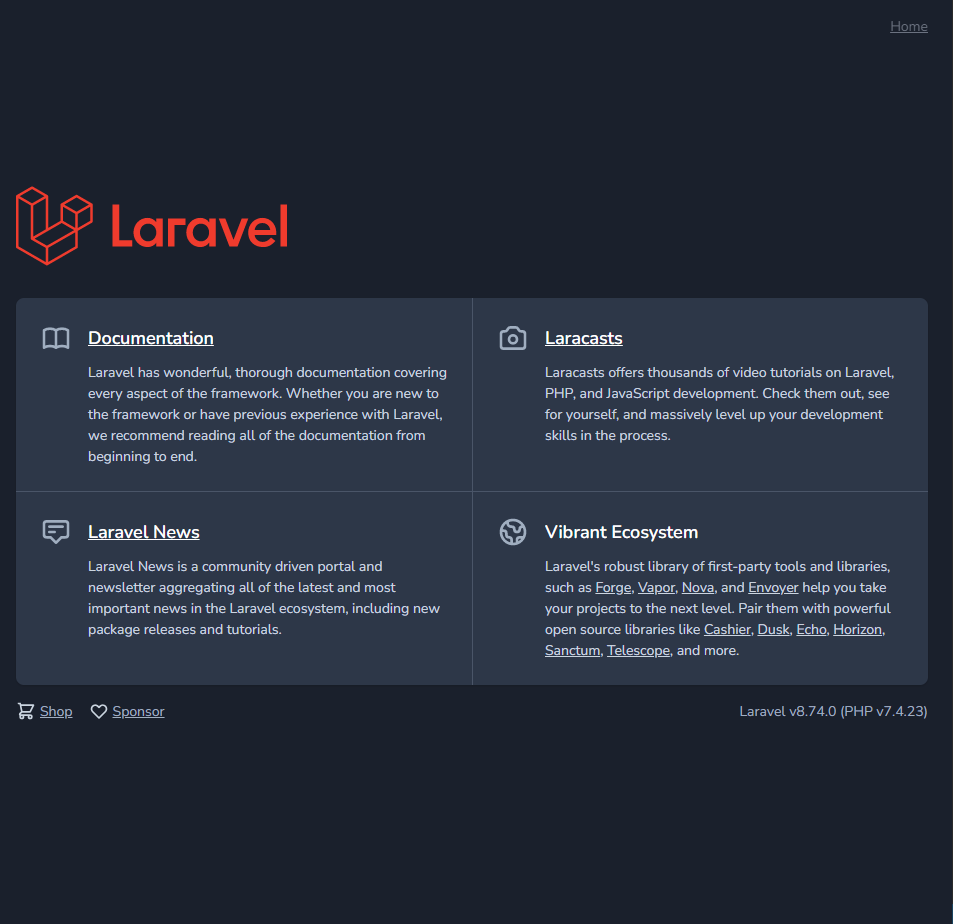 Home
Laravel
Documentation
Laravel has wonderful, thorough documentation covering
every aspect of the framework. Whether you are new to
the framework or have previous experience with Laravel,
we recommend reading all of the documentation from
beginning to end.
Laracasts
Laracasts offers thousands of video tutorials on Laravel,
PHP, and JavaScript development. Check them out, see
for yourself, and massively level up your development
skills in the process.
Laravel News
Laravel News is a community driven portal and
newsletter aggregating all of the latest and most
important news in the Laravel ecosystem, including new
package releases and tutorials.
Vibrant Ecosystem
Laravel's robust library of first-party tools and libraries,
such as Forge, Vapor, Nova, and Envoyer help you take
your projects to the next level. Pair them with powerful
open source libraries like Cashier, Dusk, Echo, Horizon,
Sanctum, Telescope, and more.
Shop Sponsor
Laravel v8.74.0 (PHP v7.4.23)